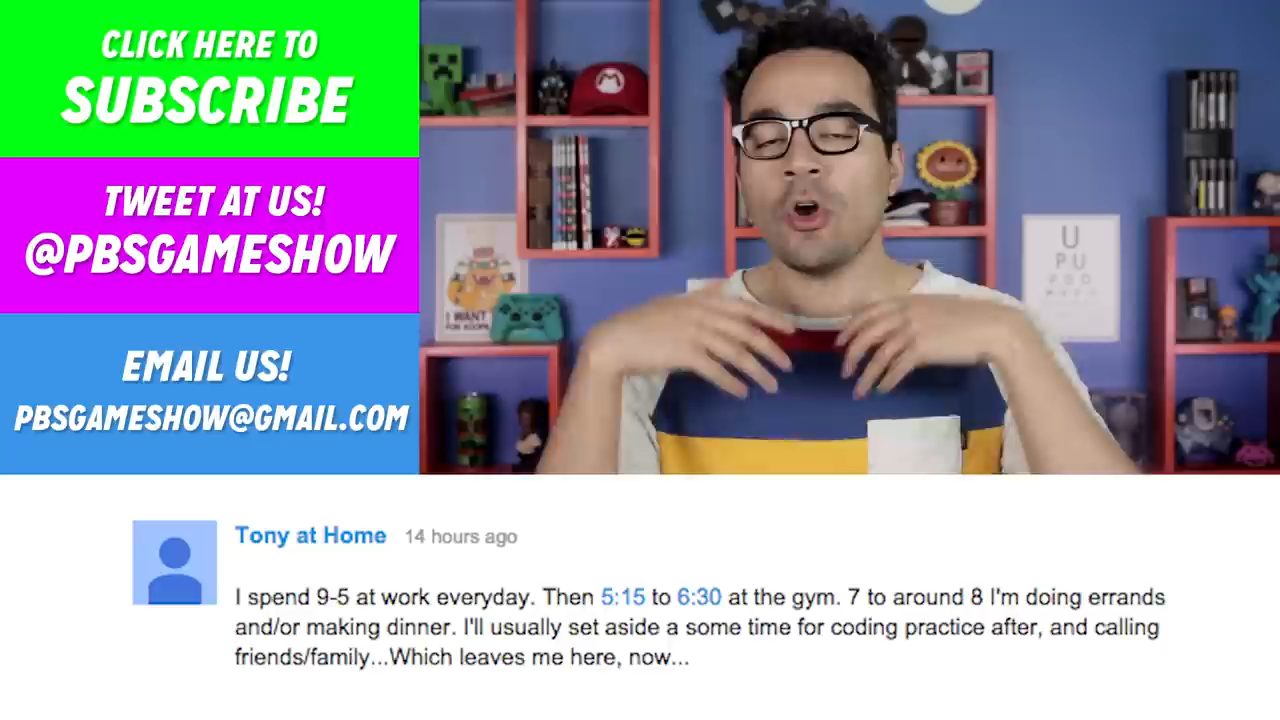 CLICK HERE TO
SUBSCRIBE
TWEET AT US!
@PBSGAMESHOW
EMAIL US!
PBSGAMESHOW@GMAIL.COM
I WANT
U
P U
Tony at Home 14 hours ago
I spend 9-5 at work everyday. Then 5:15 to 6:30 at the gym. 7 to around 8 I'm doing errands
and/or making dinner. I'll usually set aside a some time for coding practice after, and calling
friends/family...Which leaves me here, now...